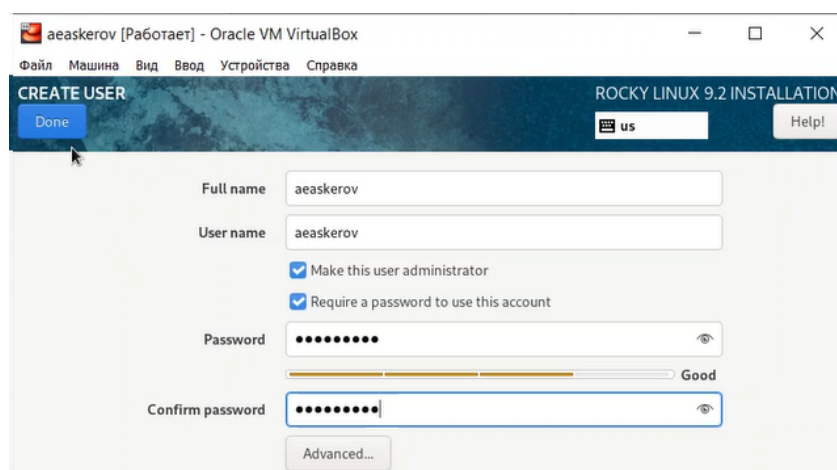 aeaskerov [Работает] - Oracle VM VirtualBox
Файл Машина Вид Ввод Устройства Справка
CREATE USER ROCKY LINUX 9.2 INSTALLATION
Done us Help!
Full name aeaskerov
User name aeaskerov
Make this user administrator
Require a password to use this account
Password •••••••••
Good
Confirm password •••••••••
Advanced...